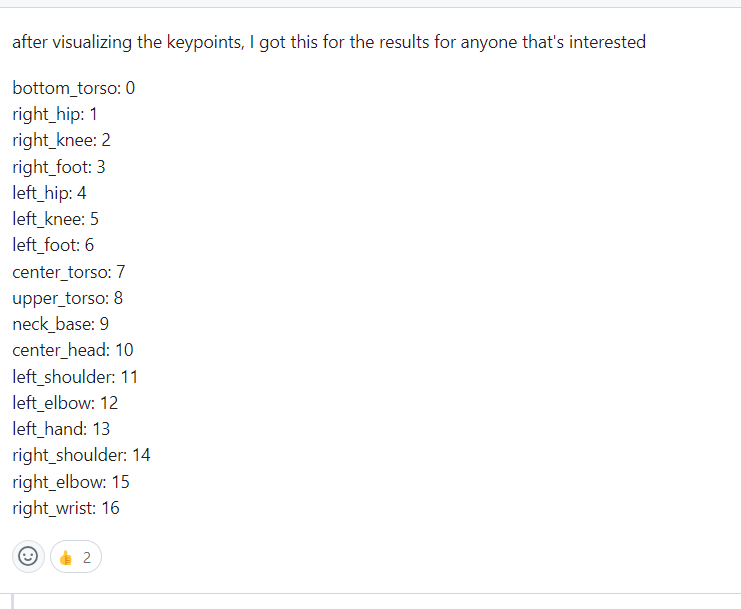 after visualizing the keypoints, I got this for the results for anyone that's interested
bottom_torso: 0
right_hip: 1
right_knee: 2
right_foot: 3
left_hip: 4
left_knee: 5
left_foot: 6
center_torso: 7
upper_torso: 8
neck_base: 9
center_head: 10
left_shoulder: 11
left_elbow: 12
left_hand: 13
right_shoulder: 14
right_elbow: 15
right_wrist: 16
👍 2